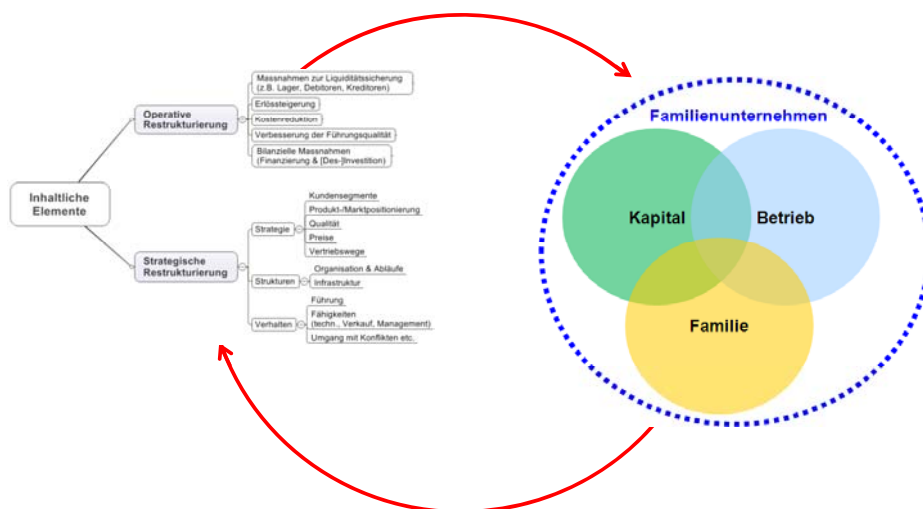 Inhaltliche
Elemente
Operative
Restrukturierung
Massnahmen zur Liquiditätssicherung
(z.B. Lager, Debitoren, Kreditoren)
Erlössteigerung
Kostenreduktion
Verbesserung der Führungsqualität
Bilanzielle Massnahmen
(Finanzierung & [Des-]Investition)
Strategische
Restrukturierung
Strategie
Kundensegmente
Produkt-/Marktpositionierung
Qualität
Preise
Vertriebswege
Strukturen
Organisation & Abläufe
Infrastruktur
Verhalten
Führung
Fähigkeiten
(techn., Verkauf, Management)
Umgang mit Konflikten etc.
Familienunternehmen
Kapital
Betrieb
Familie